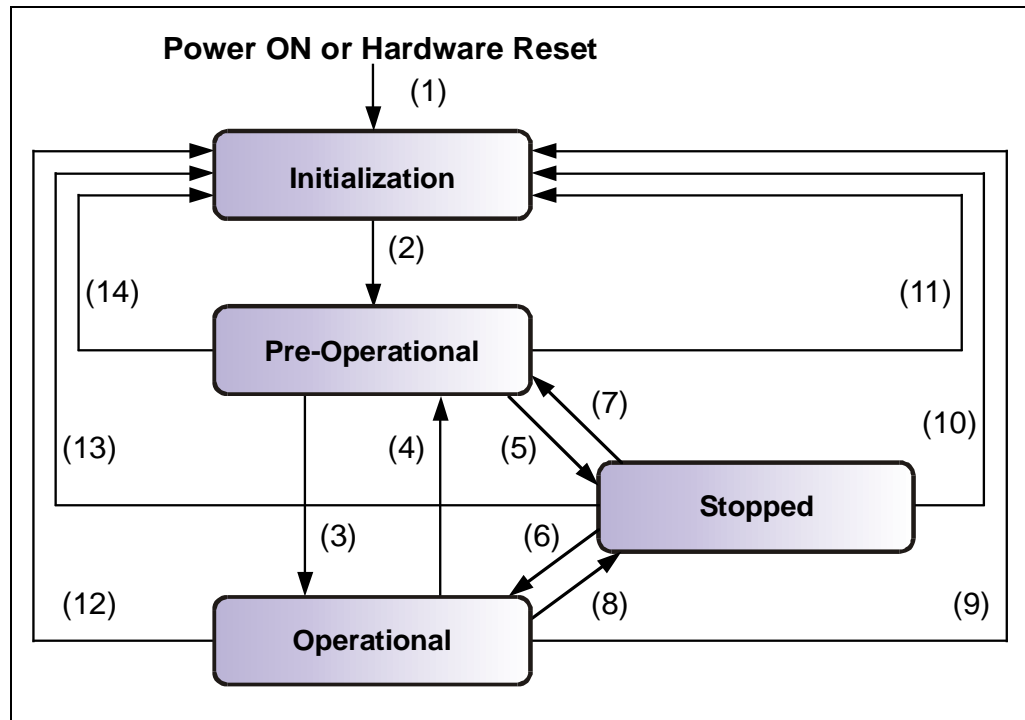 Power ON or Hardware Reset
(1)
Initialization
(2)
(14)
(11)
Pre-Operational
(7)
(13)
(4)
(5)
(10)
Stopped
(3)
(6)
(12)
(8)
(9)
Operational